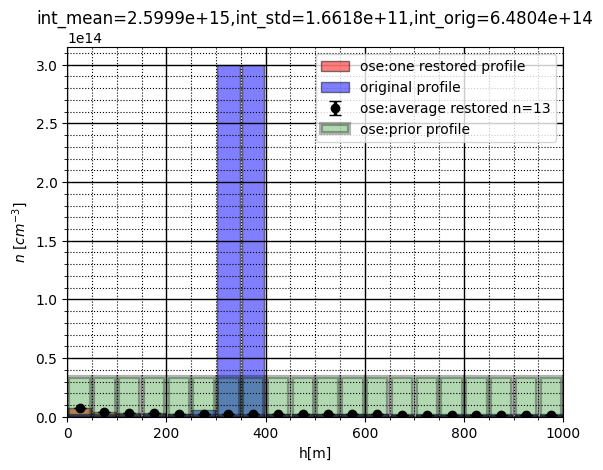 int_mean=2.5999e+15,int_std=1.6618e+11,int_orig=6.4804e+14
1e14
ose:one restored profile
original profile
ose:average restored n=13
ose:prior profile
3.0
2.5
2.0
1.5
1.0
0.5
0.0
n [cm⁻³]
0 200 400 600 800 1000
h[m]